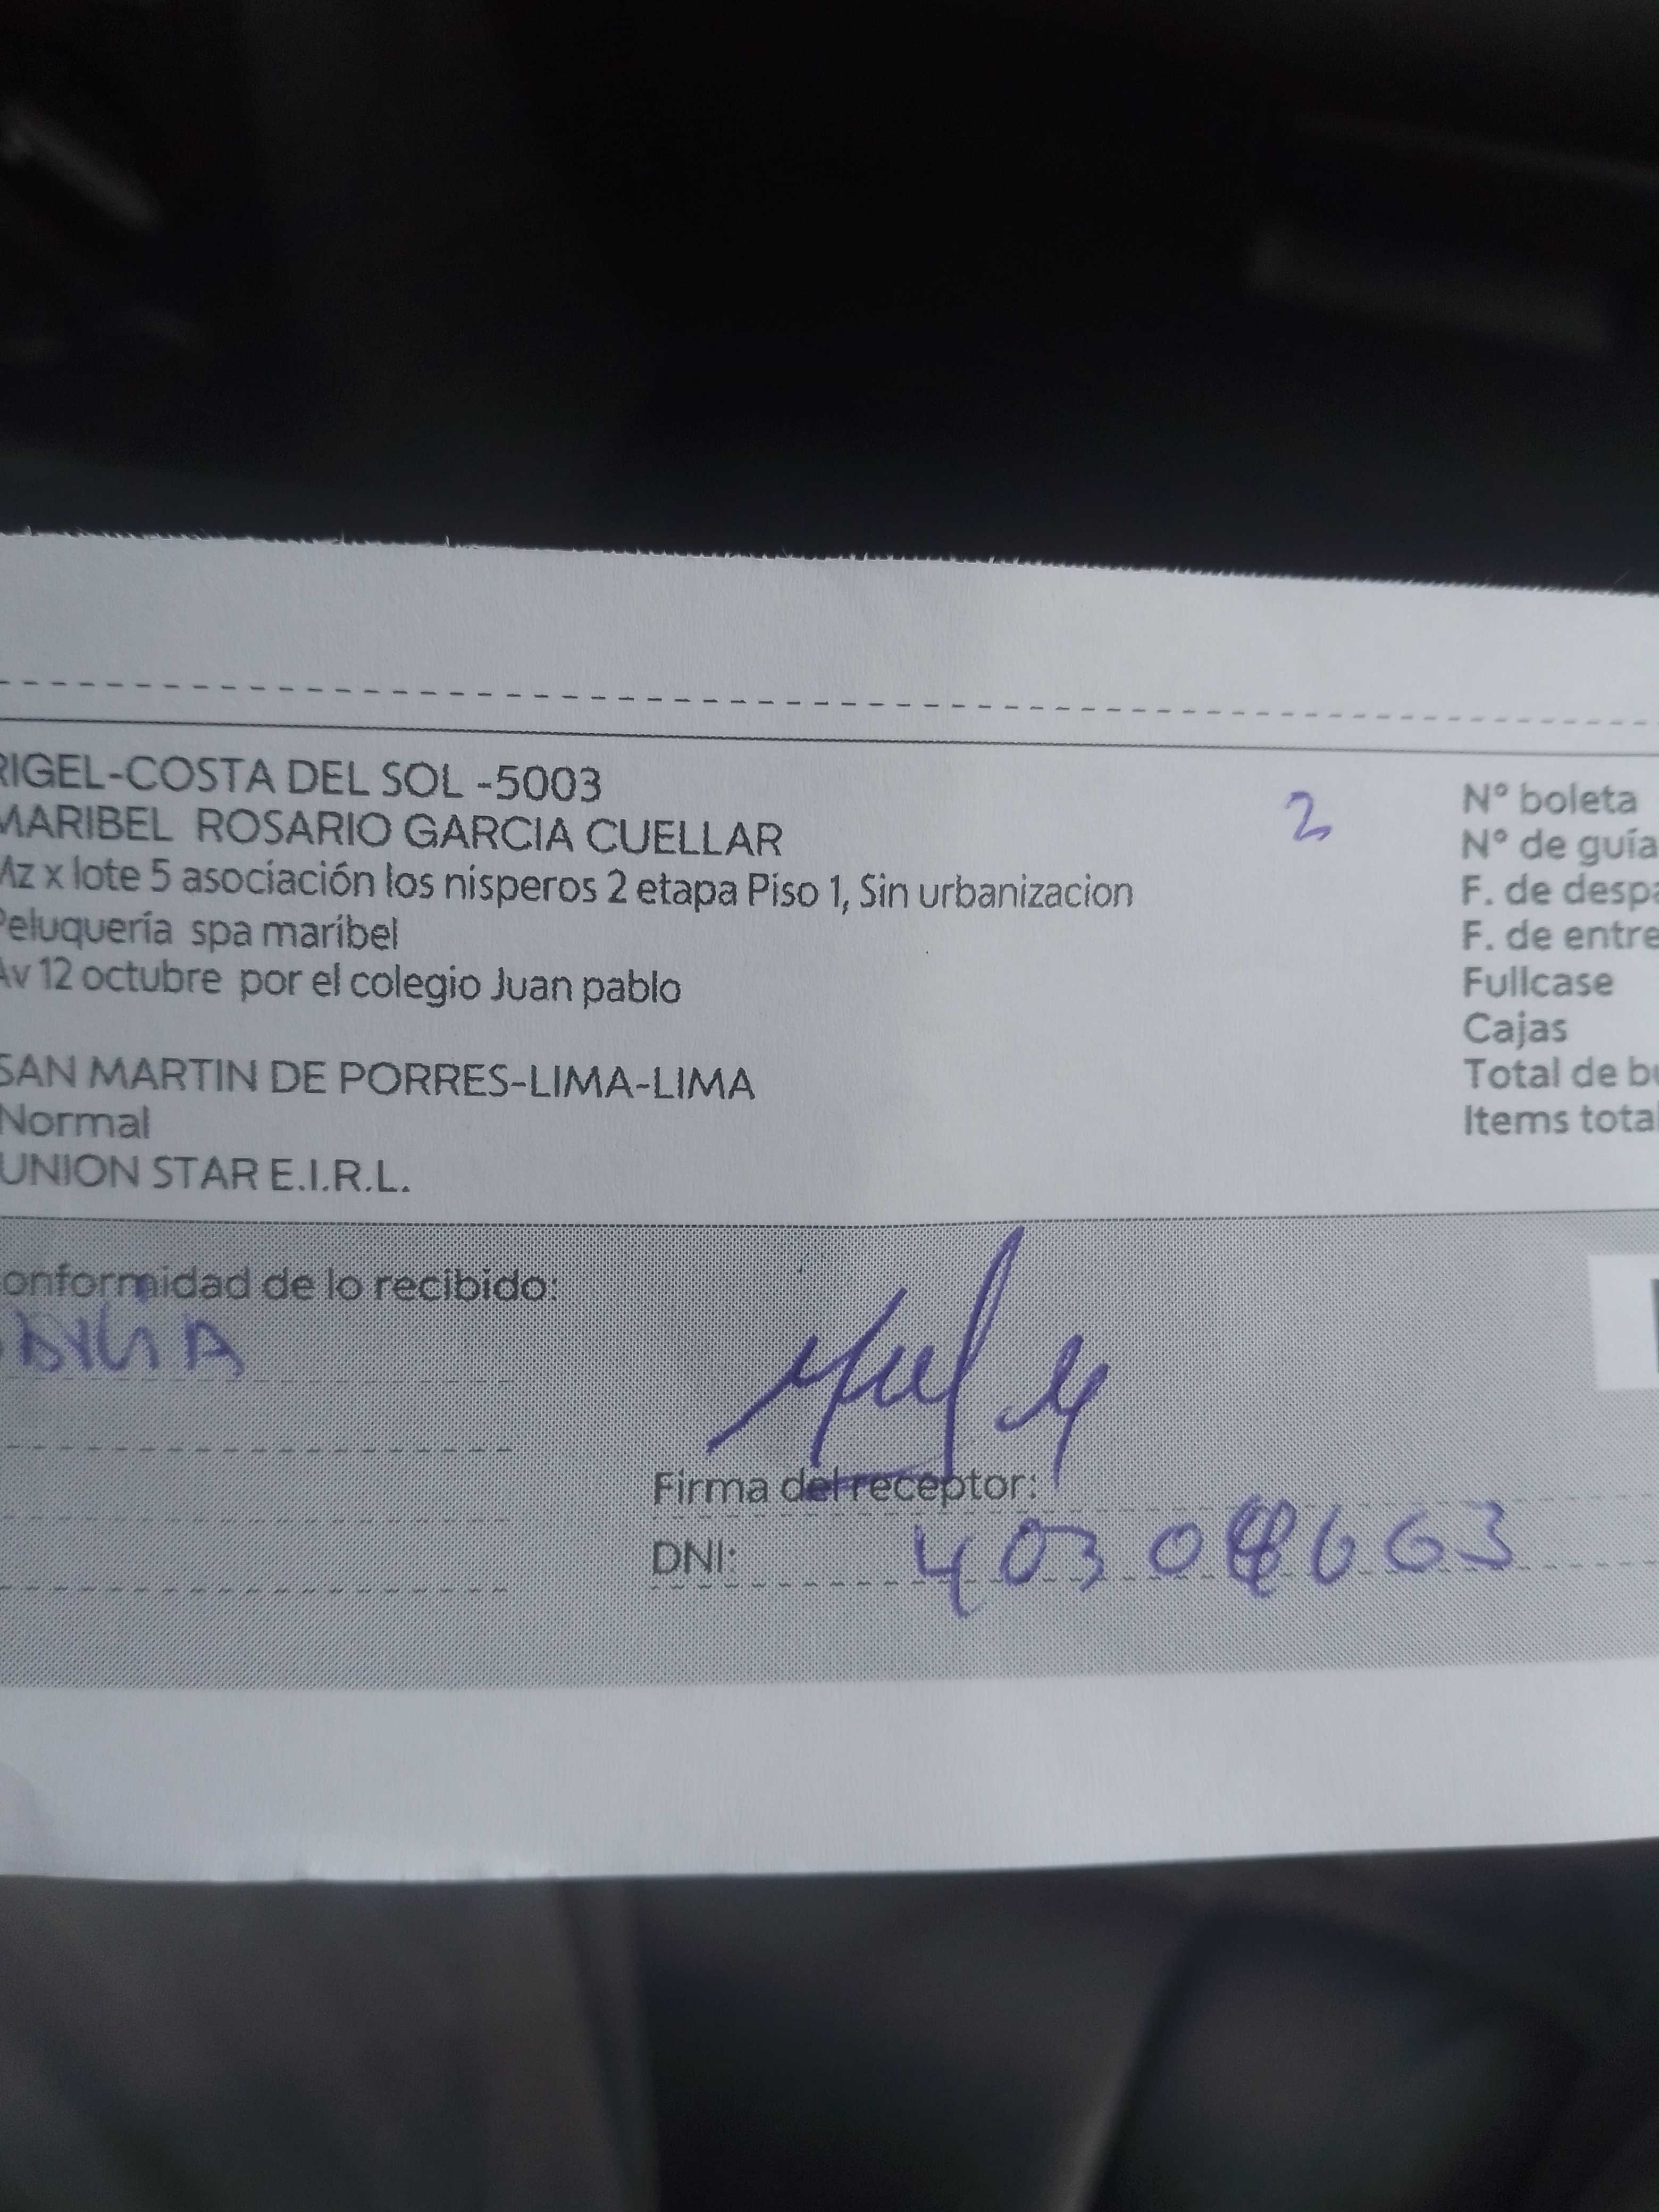 RIGEL-COSTA DEL SOL -5003
MARIBEL ROSARIO GARCIA CUELLAR
2
Mz x lote 5 asociación los nisperos 2 etapa Piso 1, Sin urbanizacion
Peluquería spa maribel
Av 12 octubre por el colegio Juan pablo
SAN MARTIN DE PORRES-LIMA-LIMA
Normal
UNION STAR E.I.R.L.
N° boleta
N° de guía
F. de despa
F. de entre
Fullcase
Cajas
Total de bu
Items total
onformidad de lo recibido:
Firma del receptor:
DNI: